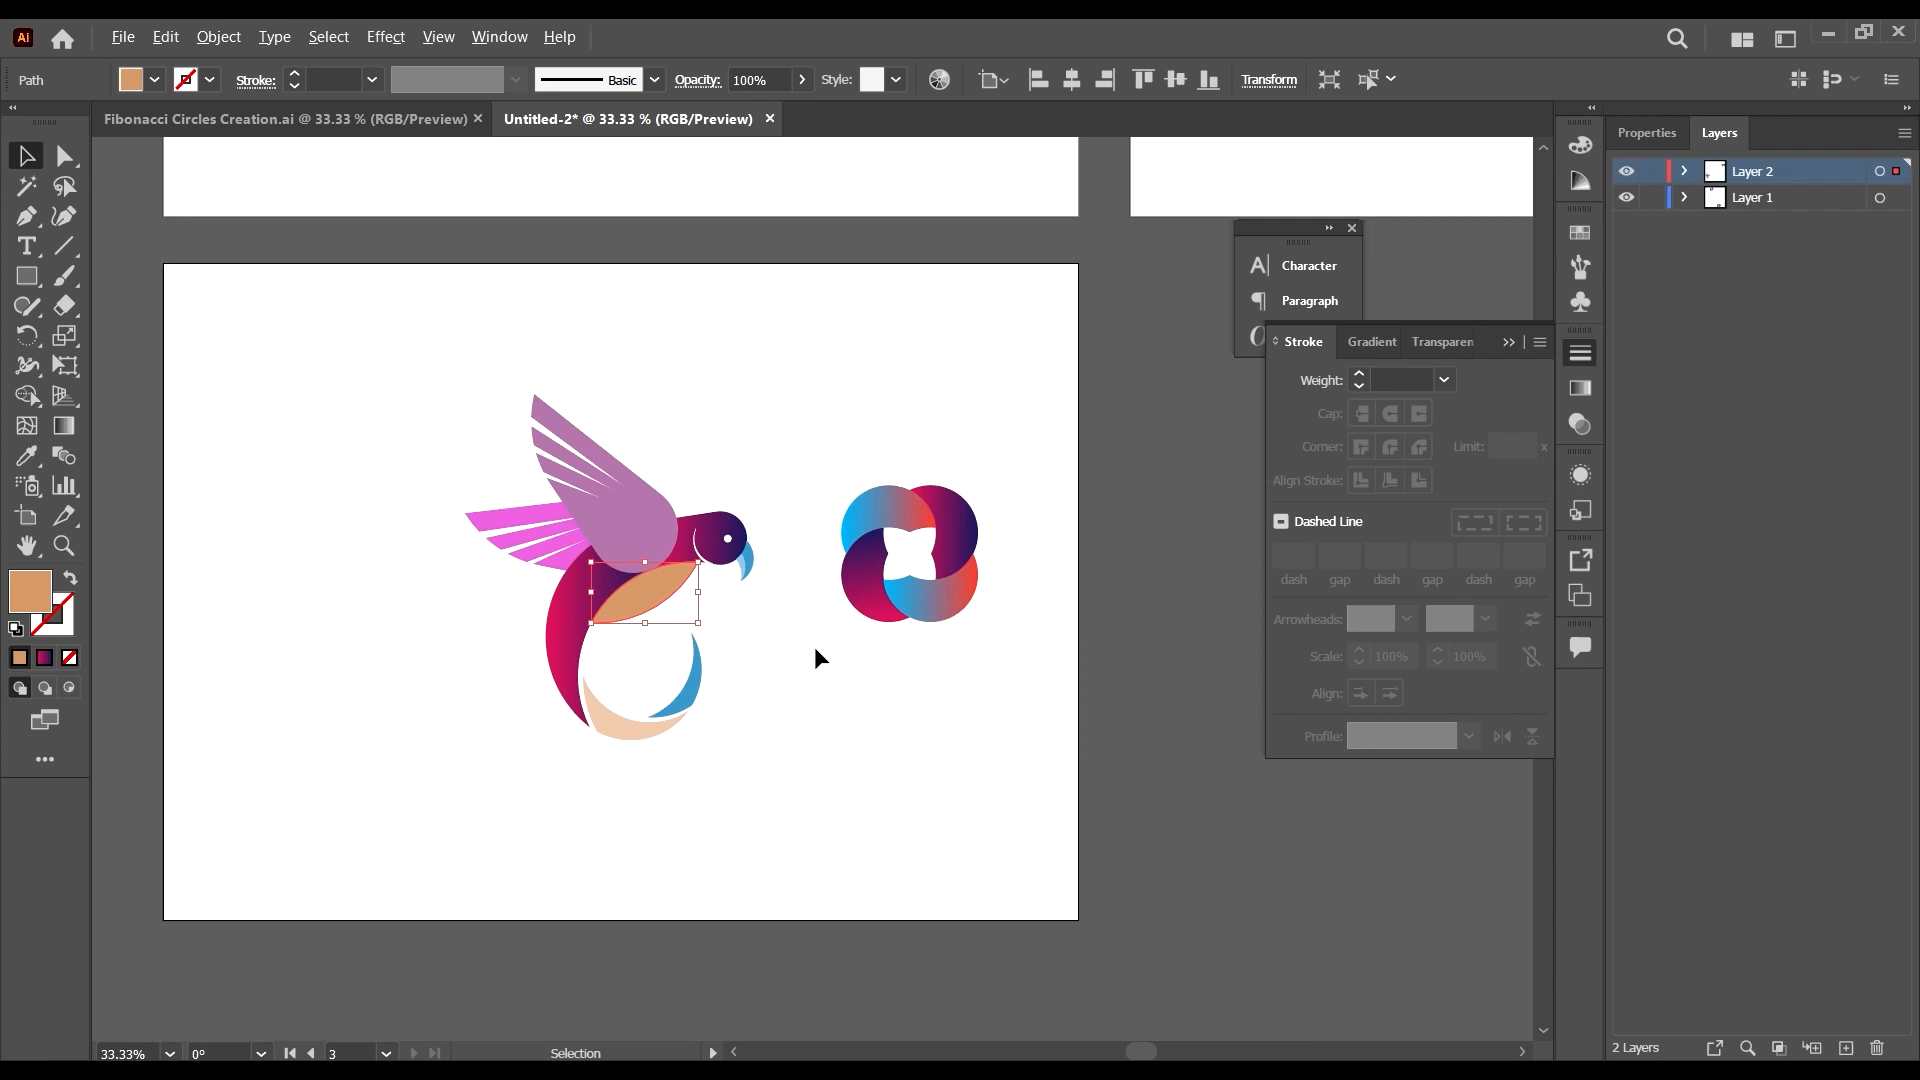 Ai File Edit Object Type Select Effect View Window Help
Path Stroke: Basic Opacity: 100% Style: Transform
Fibonacci Circles Creation.ai @ 33.33 % (RGB/Preview) Untitled-2* @ 33.33 % (RGB/Preview)
Properties Layers
Layer 2
Layer 1
Character
Paragraph
Stroke Gradient Transparen
Weight:
Cap:
Corner: Limit: x
Align Stroke:
Dashed Line
dash gap dash gap dash gap
Arrowheads:
Scale: 100% 100%
Align:
Profile:
33.33% 0° 3 Selection
2 Layers